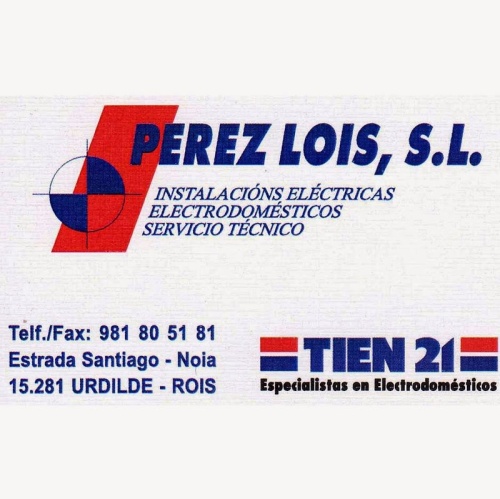 PEREZ LOIS, S.L.
INSTALACIÓNS ELÉCTRICAS
ELECTRODOMÉSTICOS
SERVICIO TÉCNICO
Telf./Fax: 981 80 51 81
Estrada Santiago - Noia
15.281 URDILDE - ROIS
TIEN 21
Especialistas en Electrodomésticos